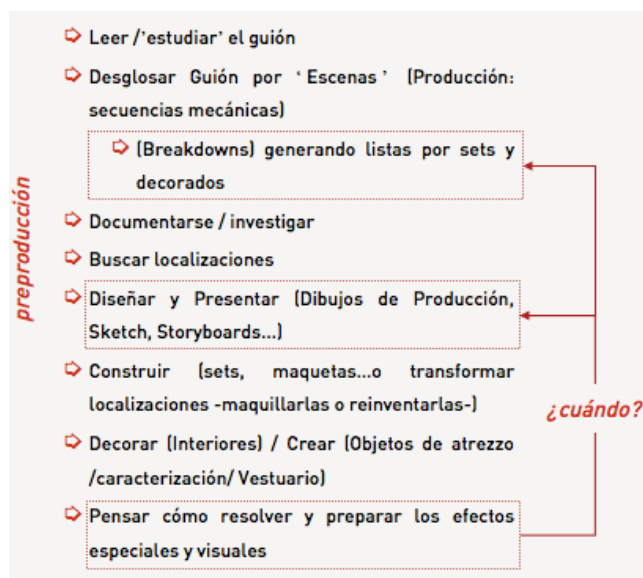 Leer /'estudiar' el guión
Desglosar Guión por ‘Escenas’ (Producción:
secuencias mecánicas)
(Breakdowns) generando listas por sets y
decorados
Documentarse / investigar
Buscar localizaciones
Diseñar y Presentar (Dibujos de Producción,
Sketch, Storyboards...)
Construir (sets, maquetas...o transformar
localizaciones -maquillarlas o reinventarlas-)
Decorar (Interiores) / Crear (Objetos de atrezzo
/caracterización/ Vestuario)
Pensar cómo resolver y preparar los efectos
especiales y visuales
preproducción
¿cuándo?